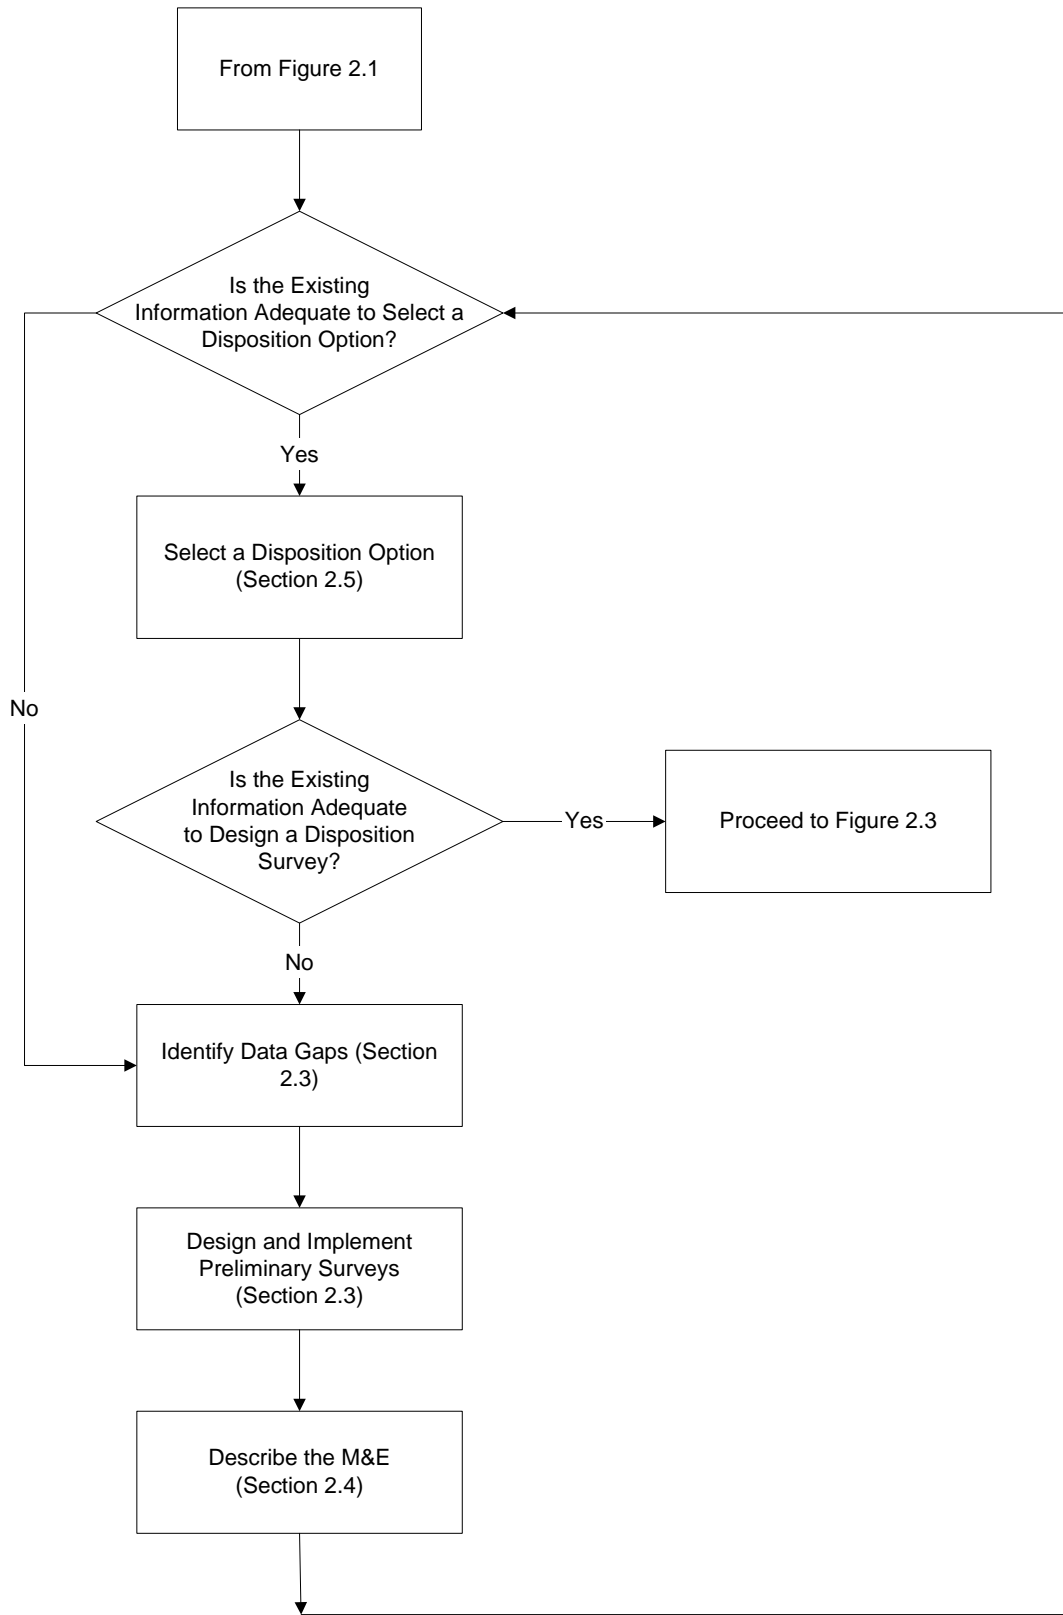 From Figure 2.1
Is the Existing
Information Adequate to Select a
Disposition Option?
Yes
Select a Disposition Option
(Section 2.5)
No
Is the Existing
Information Adequate
to Design a Disposition
Survey?
Yes
Proceed to Figure 2.3
No
Identify Data Gaps (Section
2.3)
Design and Implement
Preliminary Surveys
(Section 2.3)
Describe the M&E
(Section 2.4)